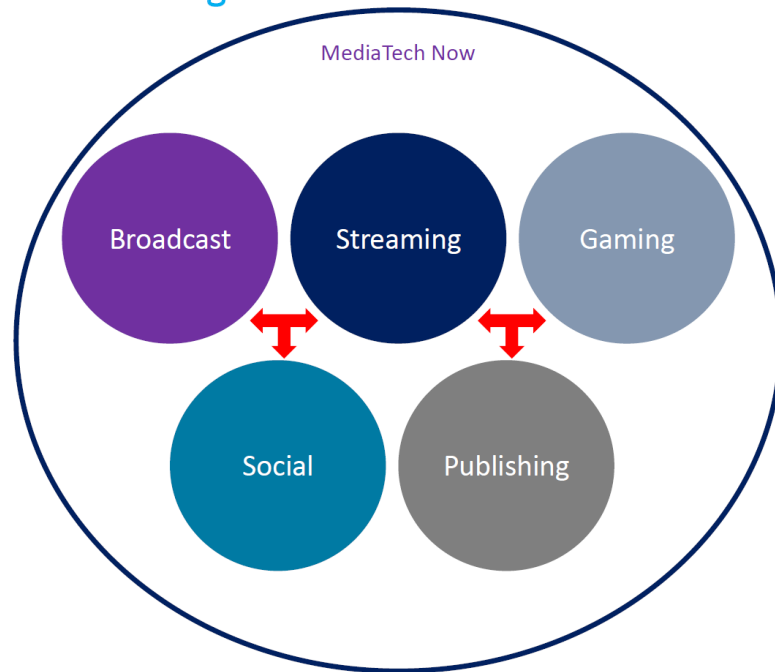 MediaTech Now
Broadcast
Streaming
Gaming
Social
Publishing